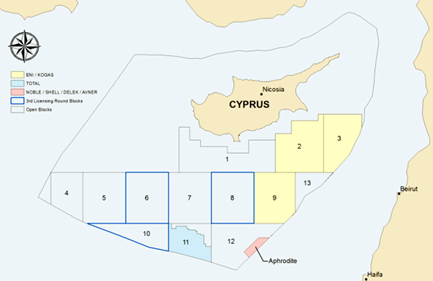 ENI / KOGAS
TOTAL
NOBLE / SHELL / DELEK / AVNER
3rd Licensing Round Blocks
Open Blocks
Nicosia
CYPRUS
1
2
3
4
5
6
7
8
9
13
10
11
12
Aphrodite
Beirut
Haifa